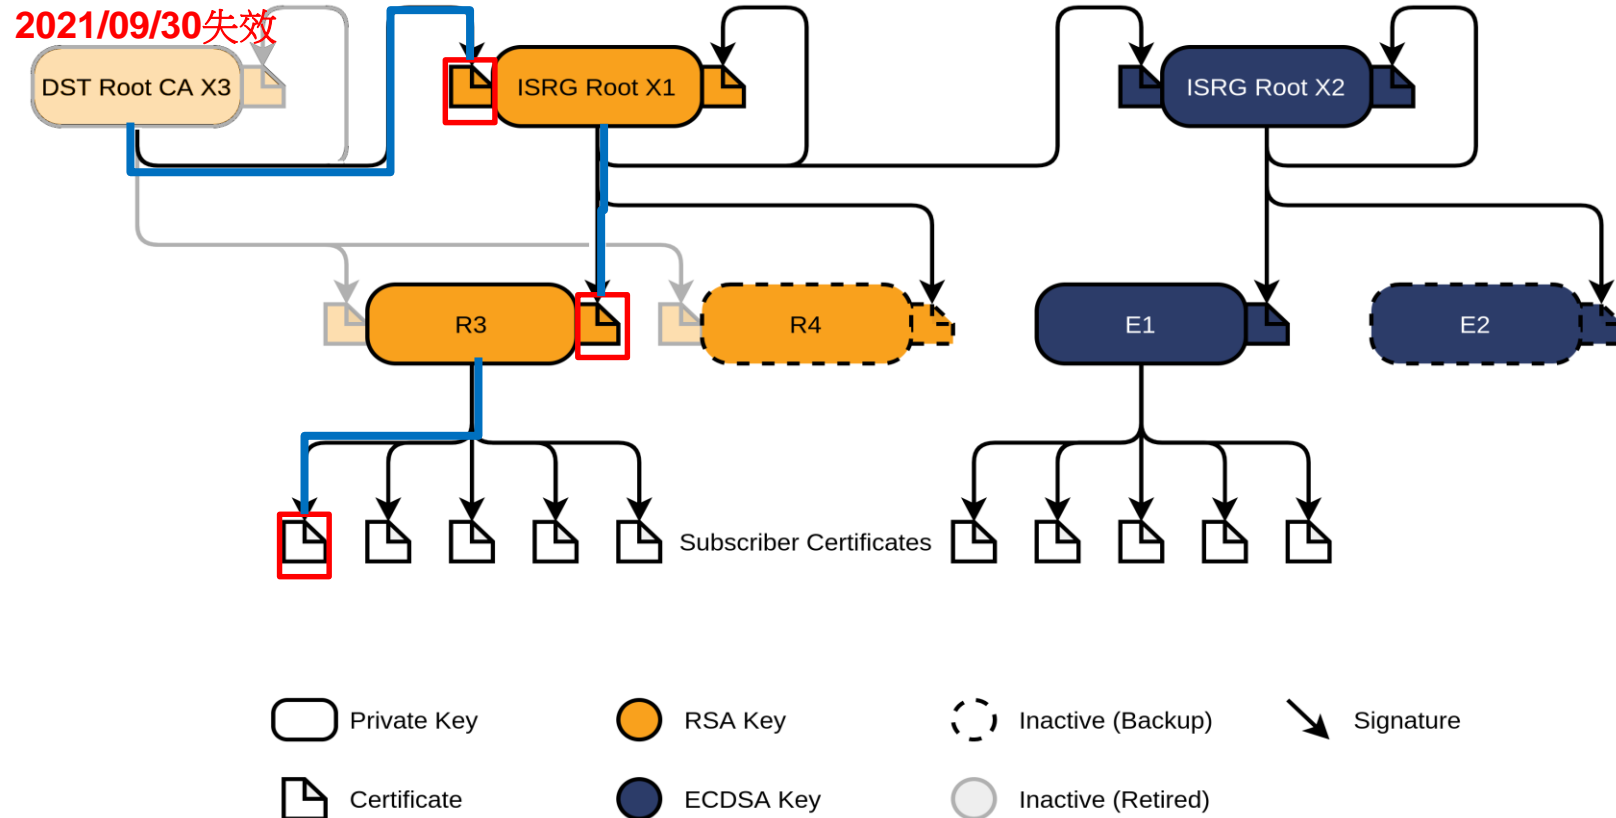 2021/09/30失效
DST Root CA X3
ISRG Root X1
ISRG Root X2
R3
R4
E1
E2
Subscriber Certificates
Private Key
RSA Key
Inactive (Backup)
Signature
Certificate
ECDSA Key
Inactive (Retired)